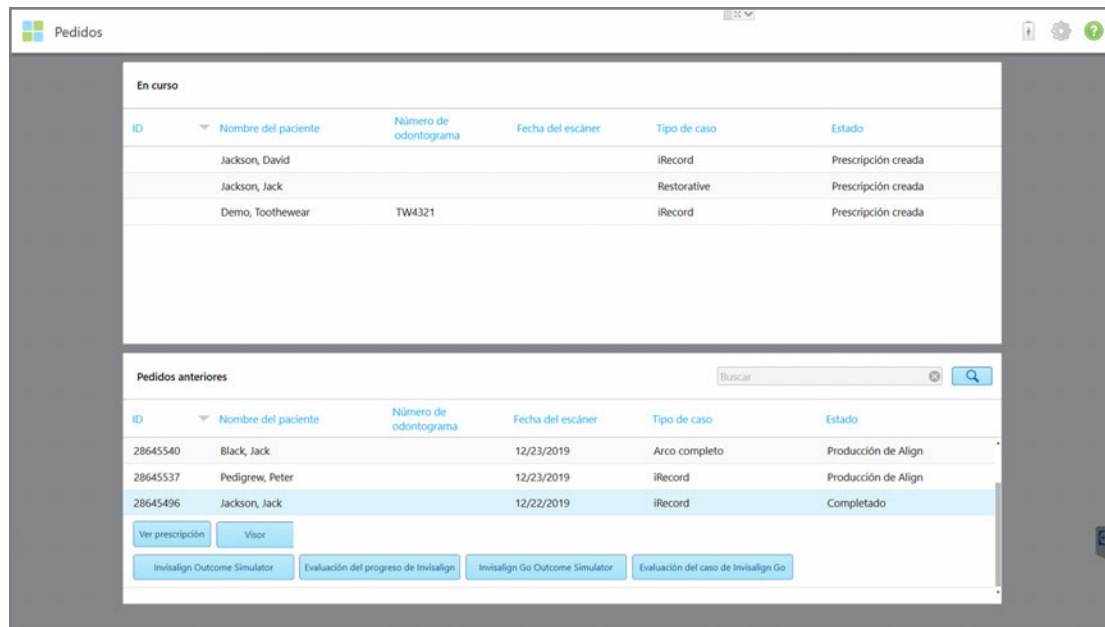 Pedidos
En curso
ID Nombre del paciente Número de odontograma Fecha del escáner Tipo de caso Estado
Jackson, David iRecord Prescripción creada
Jackson, Jack Restorative Prescripción creada
Demo, Toothewear TW4321 iRecord Prescripción creada
Pedidos anteriores Buscar
ID Nombre del paciente Número de odontograma Fecha del escáner Tipo de caso Estado
28645540 Black, Jack 12/23/2019 Arco completo Producción de Align
28645537 Pedigrew, Peter 12/23/2019 iRecord Producción de Align
28645496 Jackson, Jack 12/22/2019 iRecord Completado
Ver prescripción Visor
Invisalign Outcome Simulator Evaluación del progreso de Invisalign Invisalign Go Outcome Simulator Evaluación del caso de Invisalign Go